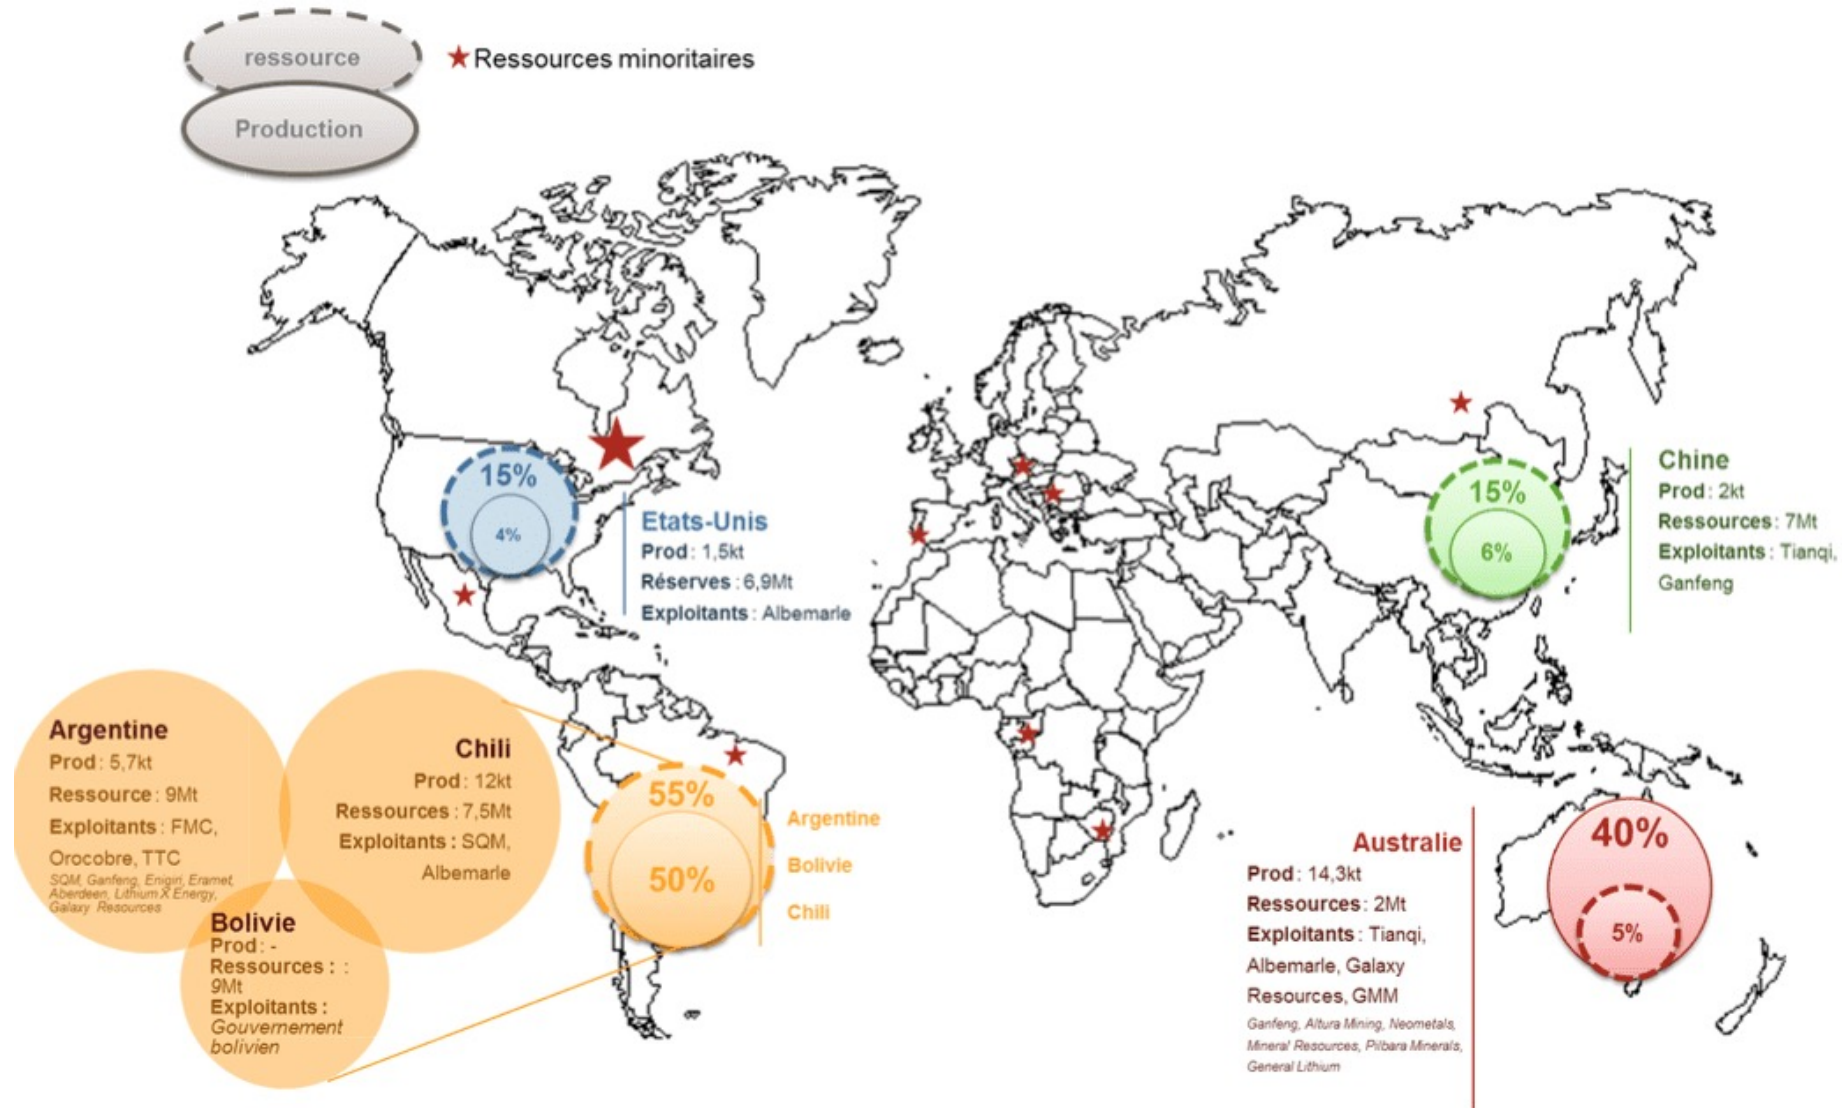 ressource
Ressources minoritaires
Production
15%
4%
Etats-Unis
Prod : 1,5kt
Réserves : 6,9Mt
Exploitants : Albemarle
15%
6%
Chine
Prod : 2kt
Ressources : 7Mt
Exploitants : Tianqi,
Ganfeng
Argentine
Prod : 5,7kt
Ressource : 9Mt
Exploitants : FMC,
Orocobre, TTC
SQM, Ganfeng, Enigiri, Eramet,
Aberdeen, Lithium X Energy,
Galaxy Resources
Chili
Prod : 12kt
Ressources : 7,5Mt
Exploitants : SQM,
Albemarle
Bolivie
Prod : -
Ressources : :
9Mt
Exploitants :
Gouvernement
bolivien
55%
50%
Argentine
Bolivie
Chili
Australie
Prod : 14,3kt
Ressources : 2Mt
Exploitants : Tianqi,
Albemarle, Galaxy
Resources, GMM
Ganfeng, Altura Mining, Neometals,
Mineral Resources, Pilbara Minerals,
General Lithium
40%
5%